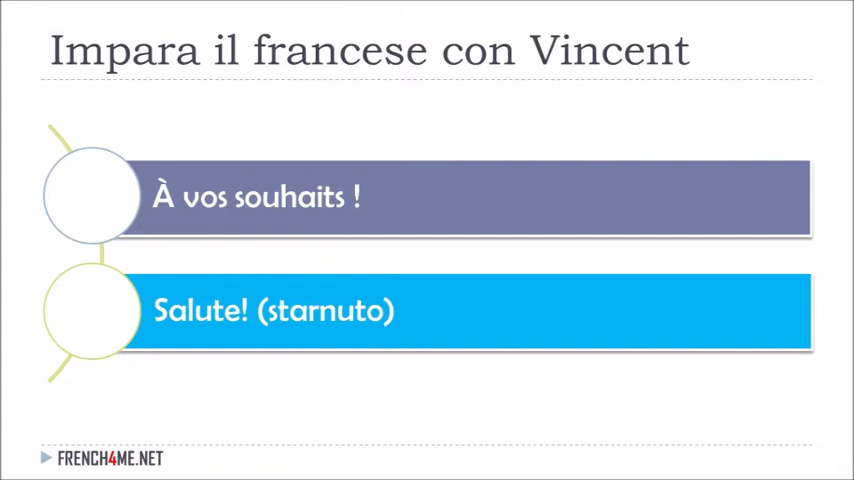 Impara il francese con Vincent
À vos souhaits !
Salute! (starnuto)
FRENCH4ME.NET